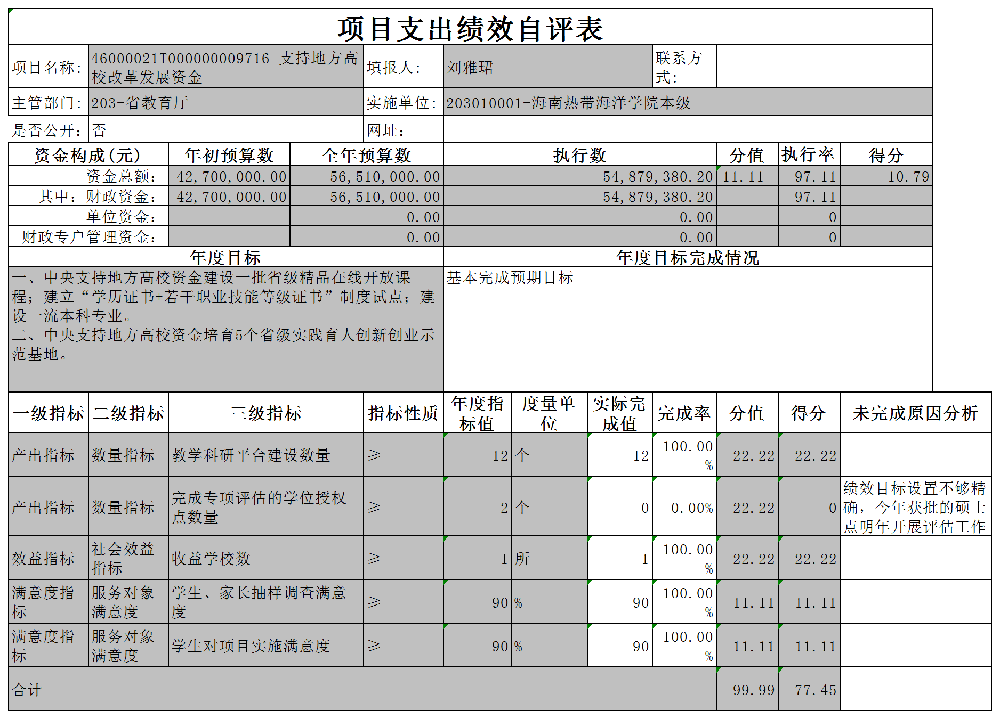 项目支出绩效自评表
项目名称: 46000021T000000009716-支持地方高校改革发展资金 填报人: 刘雅珺 联系方式:
主管部门: 203-省教育厅 实施单位: 203010001-海南热带海洋学院本级
是否公开: 否 网址:
资金构成(元) 年初预算数 全年预算数 执行数 分值 执行率 得分
资金总额: 42,700,000.00 56,510,000.00 54,879,380.20 11.11 97.11 10.79
其中: 财政资金: 42,700,000.00 56,510,000.00 54,879,380.20 97.11
单位资金: 0.00 0.00 0
财政专户管理资金: 0.00 0.00 0
年度目标 年度目标完成情况
一、中央支持地方高校资金建设一批省级精品在线开放课
程；建立“学历证书+若干职业技能等级证书”制度试点；建
设一流本科专业。
二、中央支持地方高校资金培育5个省级实践育人创新创业示
范基地。
基本完成预期目标
一级指标 二级指标 三级指标 指标性质 年度指标值 度量单位 实际完成值 完成率 分值 得分 未完成原因分析
产出指标 数量指标 教学科研平台建设数量 ≥ 12 个 12 100.00% 22.22 22.22
产出指标 数量指标 完成专项评估的学位授权点数量 ≥ 2 个 0 0.00% 22.22 0 绩效目标设置不够精确，今年获批的硕士点明年开展评估工作
效益指标 社会效益指标 收益学校数 ≥ 1 所 1 100.00% 22.22 22.22
满意度指标 服务对象满意度 学生、家长抽样调查满意度 ≥ 90 % 90 100.00% 11.11 11.11
满意度指标 服务对象满意度 学生对项目实施满意度 ≥ 90 % 90 100.00% 11.11 11.11
合计 99.99 77.45